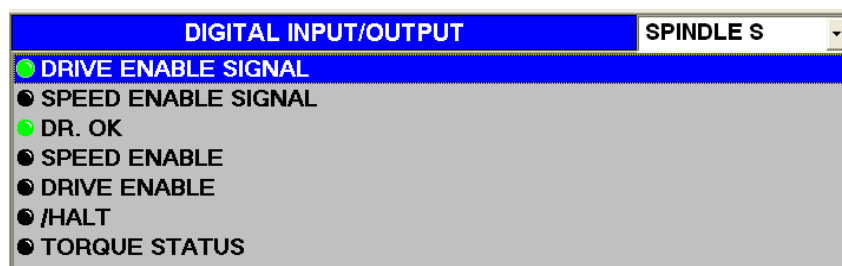 DIGITAL INPUT/OUTPUT SPINDLE S
DRIVE ENABLE SIGNAL
SPEED ENABLE SIGNAL
DR. OK
SPEED ENABLE
DRIVE ENABLE
/HALT
TORQUE STATUS